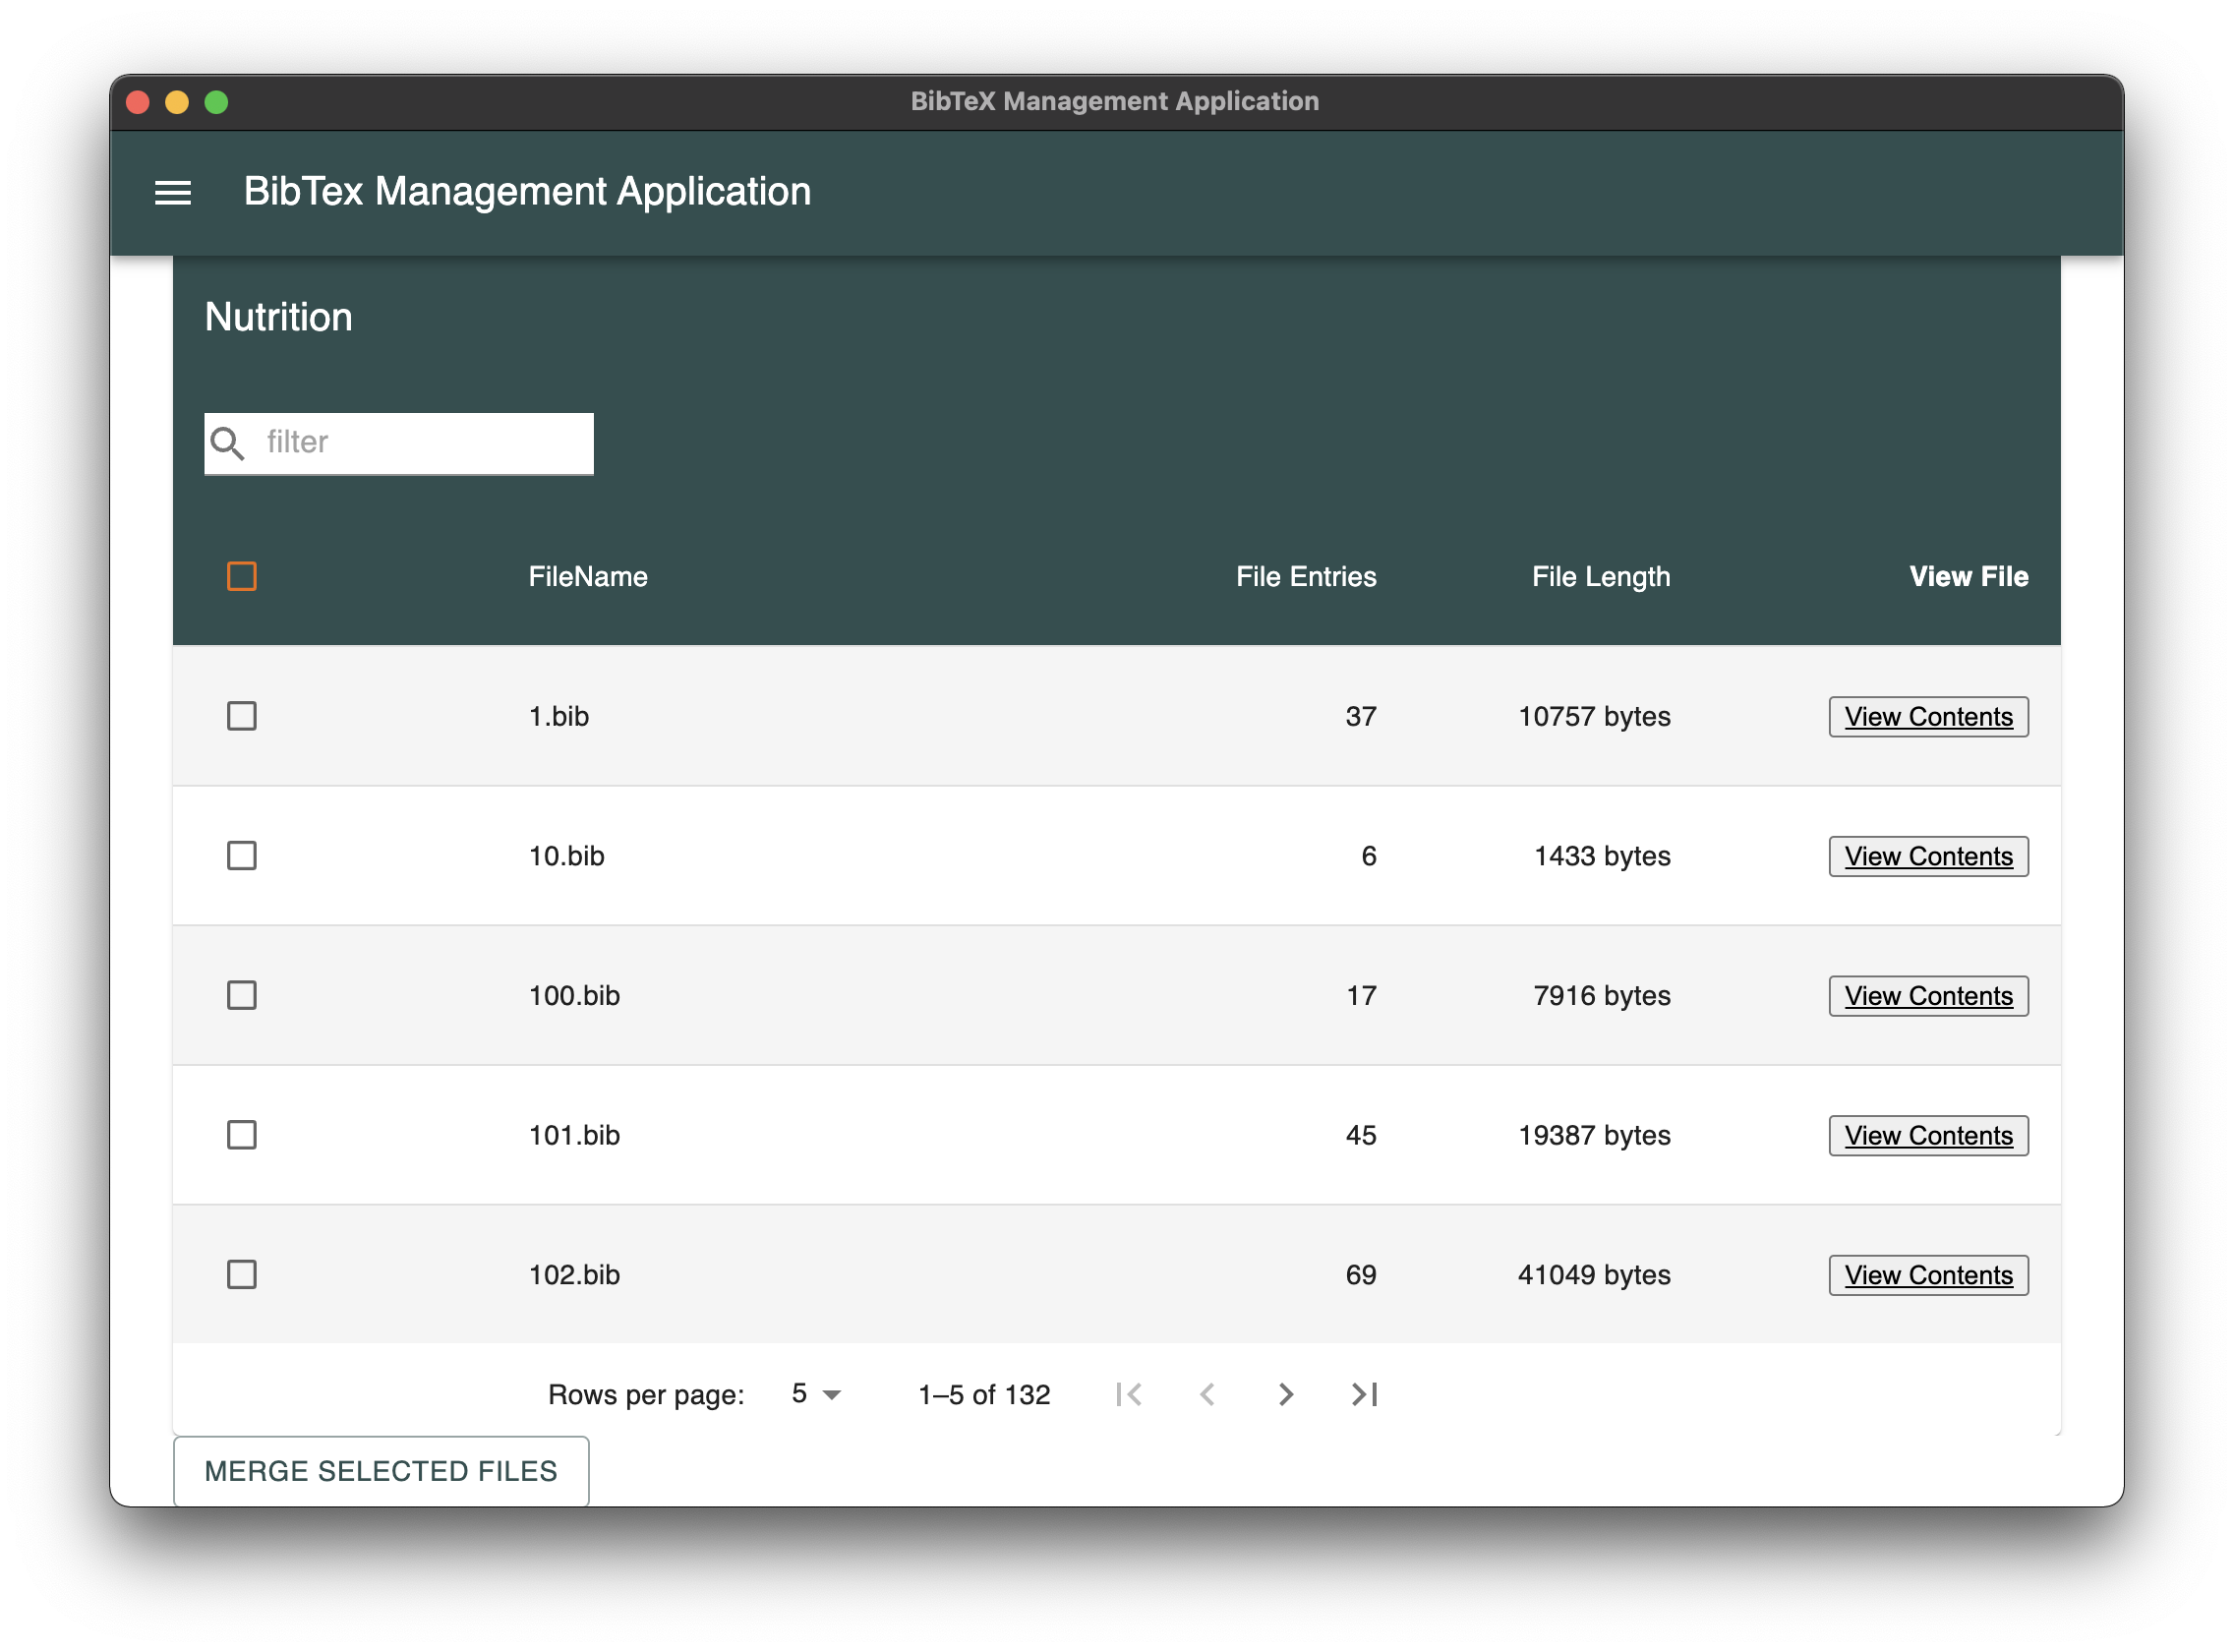 BibTeX Management Application
BibTex Management Application
Nutrition
filter
FileName File Entries File Length View File
1.bib 37 10757 bytes View Contents
10.bib 6 1433 bytes View Contents
100.bib 17 7916 bytes View Contents
101.bib 45 19387 bytes View Contents
102.bib 69 41049 bytes View Contents
Rows per page: 5 1–5 of 132
MERGE SELECTED FILES